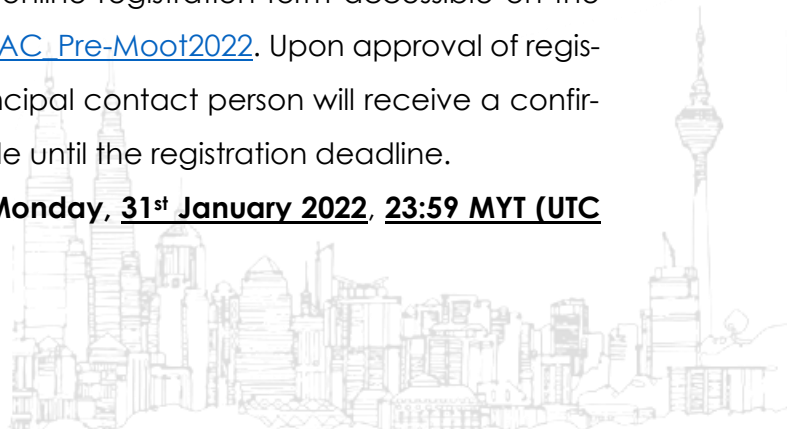 online registration form accessible on the
AC_Pre-Moot2022. Upon approval of regis-
ncipal contact person will receive a confir-
le until the registration deadline.
Monday, 31st January 2022, 23:59 MYT (UTC